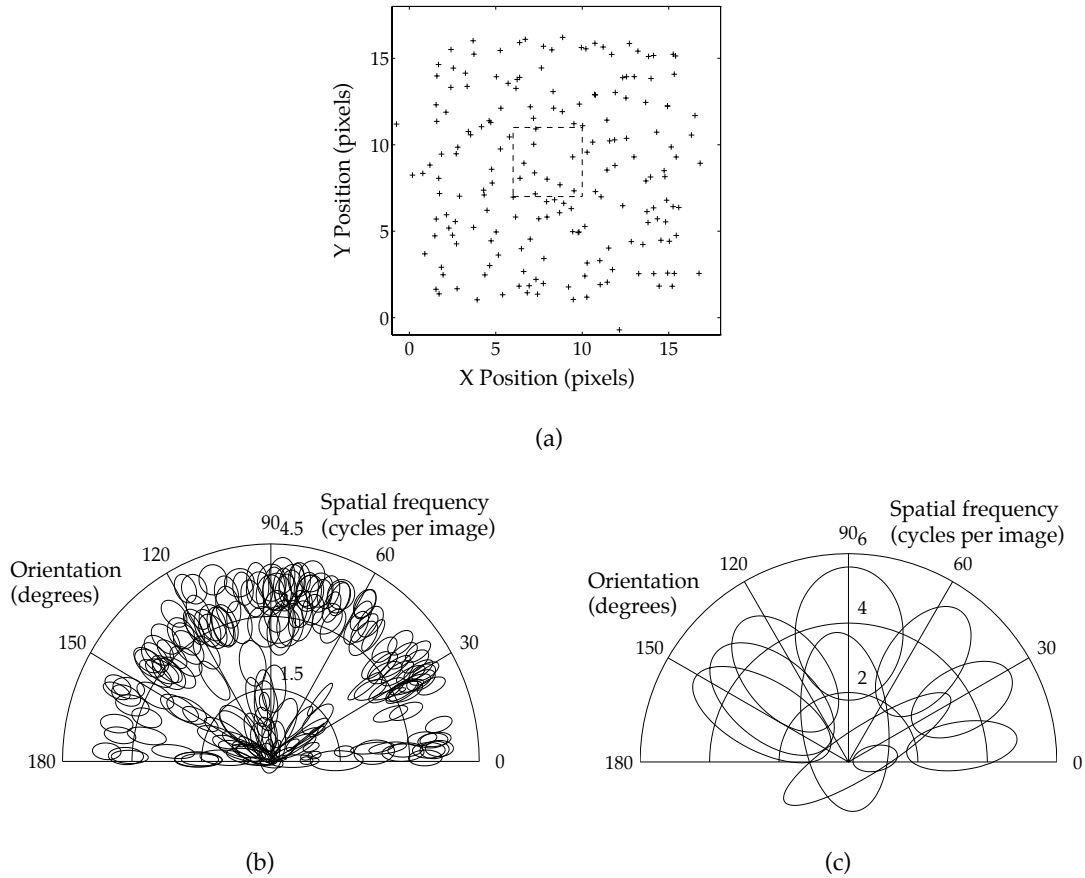 15
10
5
0
Y Position (pixels)
0
5
10
15
X Position (pixels)
(a)
Spatial frequency
(cycles per image)
Orientation
(degrees)
180
150
120
90
60
30
0
4.5
1.5
(b)
Spatial frequency
(cycles per image)
Orientation
(degrees)
180
150
120
90
60
30
0
6
4
2
(c)